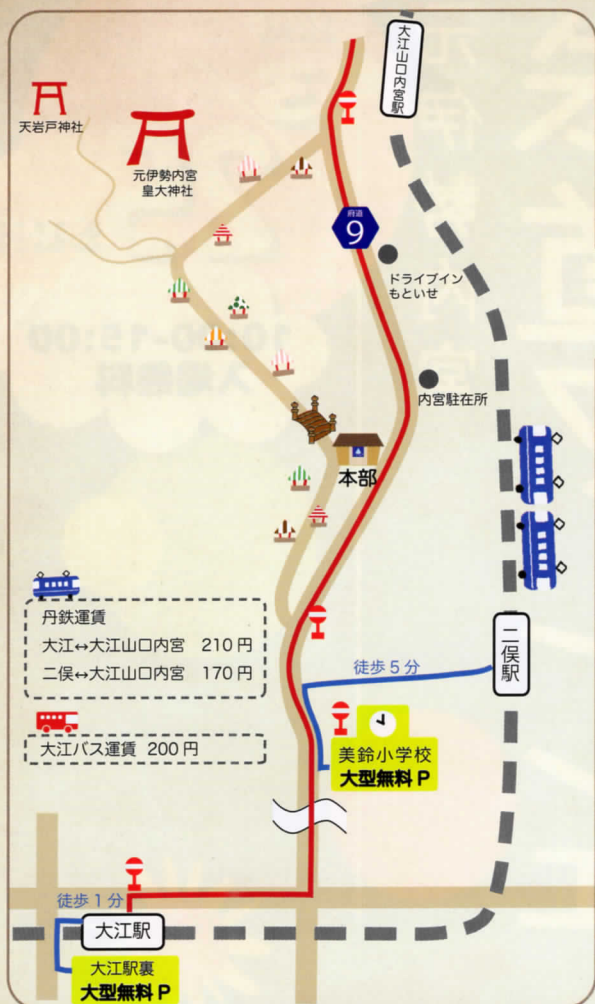 大江山口内宮駅
天岩戸神社
元伊勢内宮
皇大神社
府道
9
ドライブイン
もといせ
内宮駐在所
10:00-15:00
本部
丹鉄運賃
大江↔大江山口内宮 210円
二俣↔大江山口内宮 170円
二俣駅
徒歩5分
大江バス運賃 200円
美鈴小学校
大型無料P
徒歩1分
大江駅
大江駅裏
大型無料P